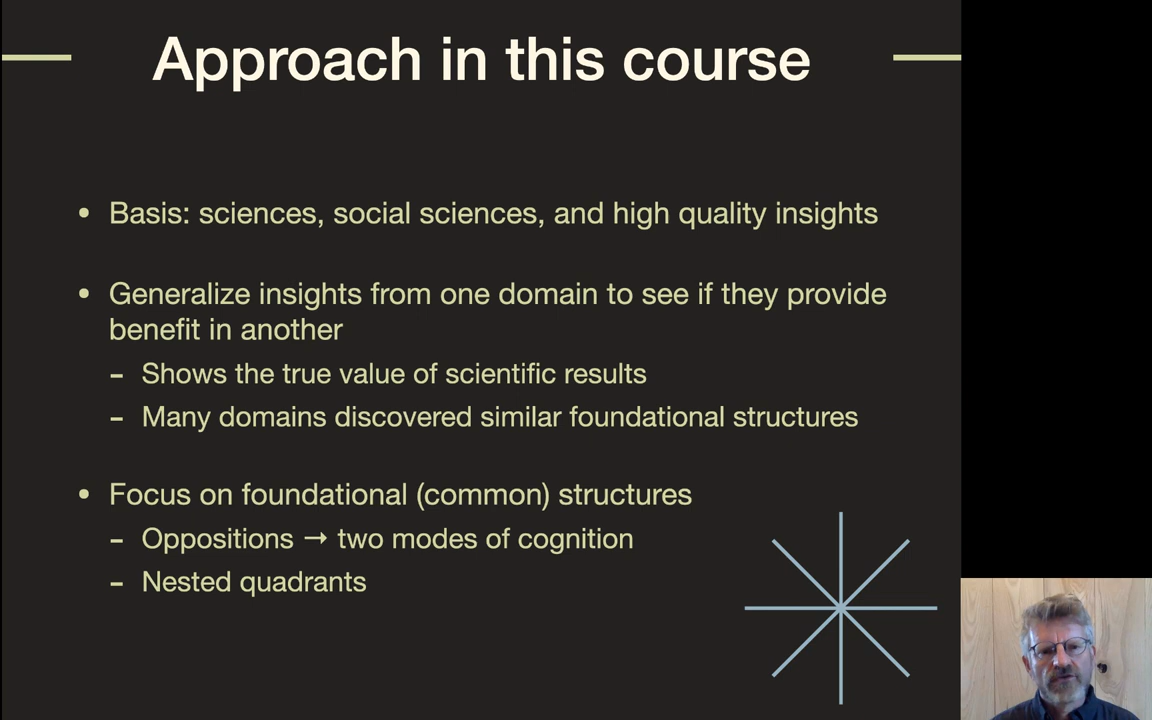 Approach in this course
• Basis: sciences, social sciences, and high quality insights
• Generalize insights from one domain to see if they provide
benefit in another
– Shows the true value of scientific results
– Many domains discovered similar foundational structures
• Focus on foundational (common) structures
– Oppositions → two modes of cognition
– Nested quadrants